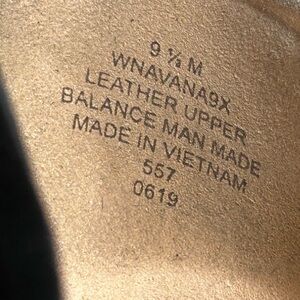 9 ½ M
WNAVANA9X
LEATHER UPPER
BALANCE MAN MADE
MADE IN VIETNAM
557
0619